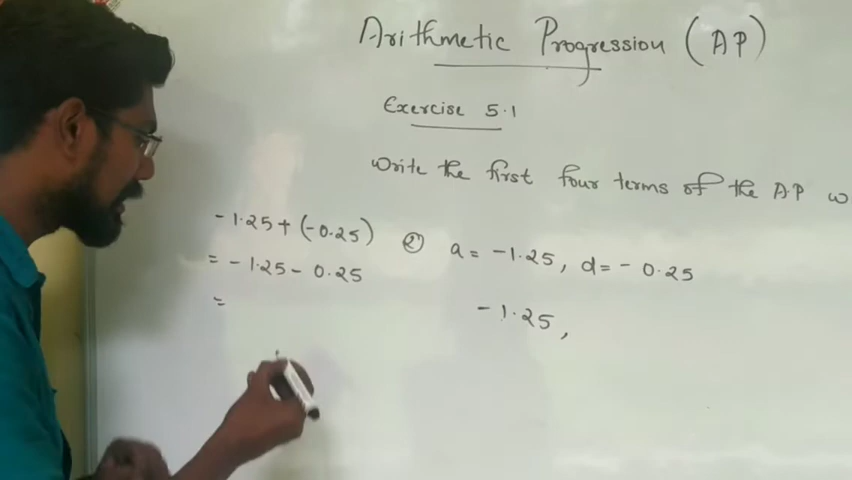 Arithmetic Progression (AP)
Exercise 5.1
Write the first four terms of the A.P
-1.25+(-0.25)
= -1.25- 0.25
=
② a= -1.25, d= - 0.25
-1.25,